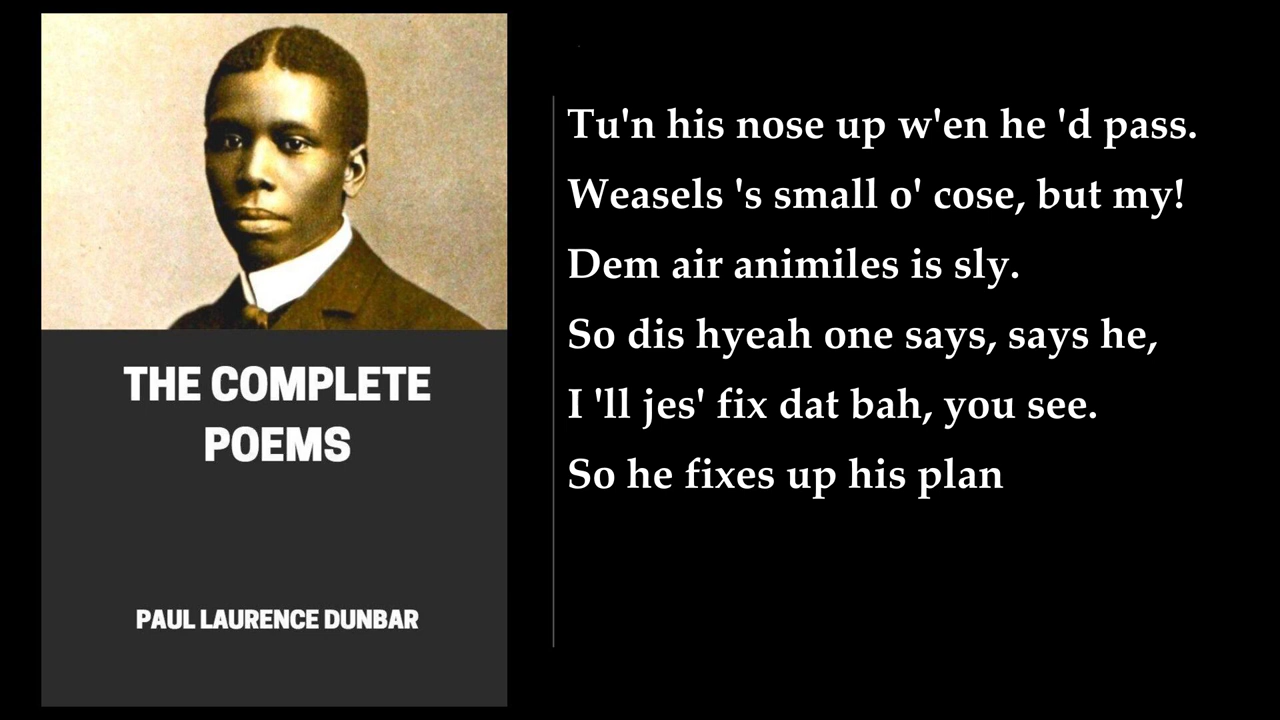 THE COMPLETE
POEMS
PAUL LAURENCE DUNBAR
Tu'n his nose up w'en he 'd pass.
Weasels 's small o' cose, but my!
Dem air animiles is sly.
So dis hyeah one says, says he,
I 'll jes' fix dat bah, you see.
So he fixes up his plan